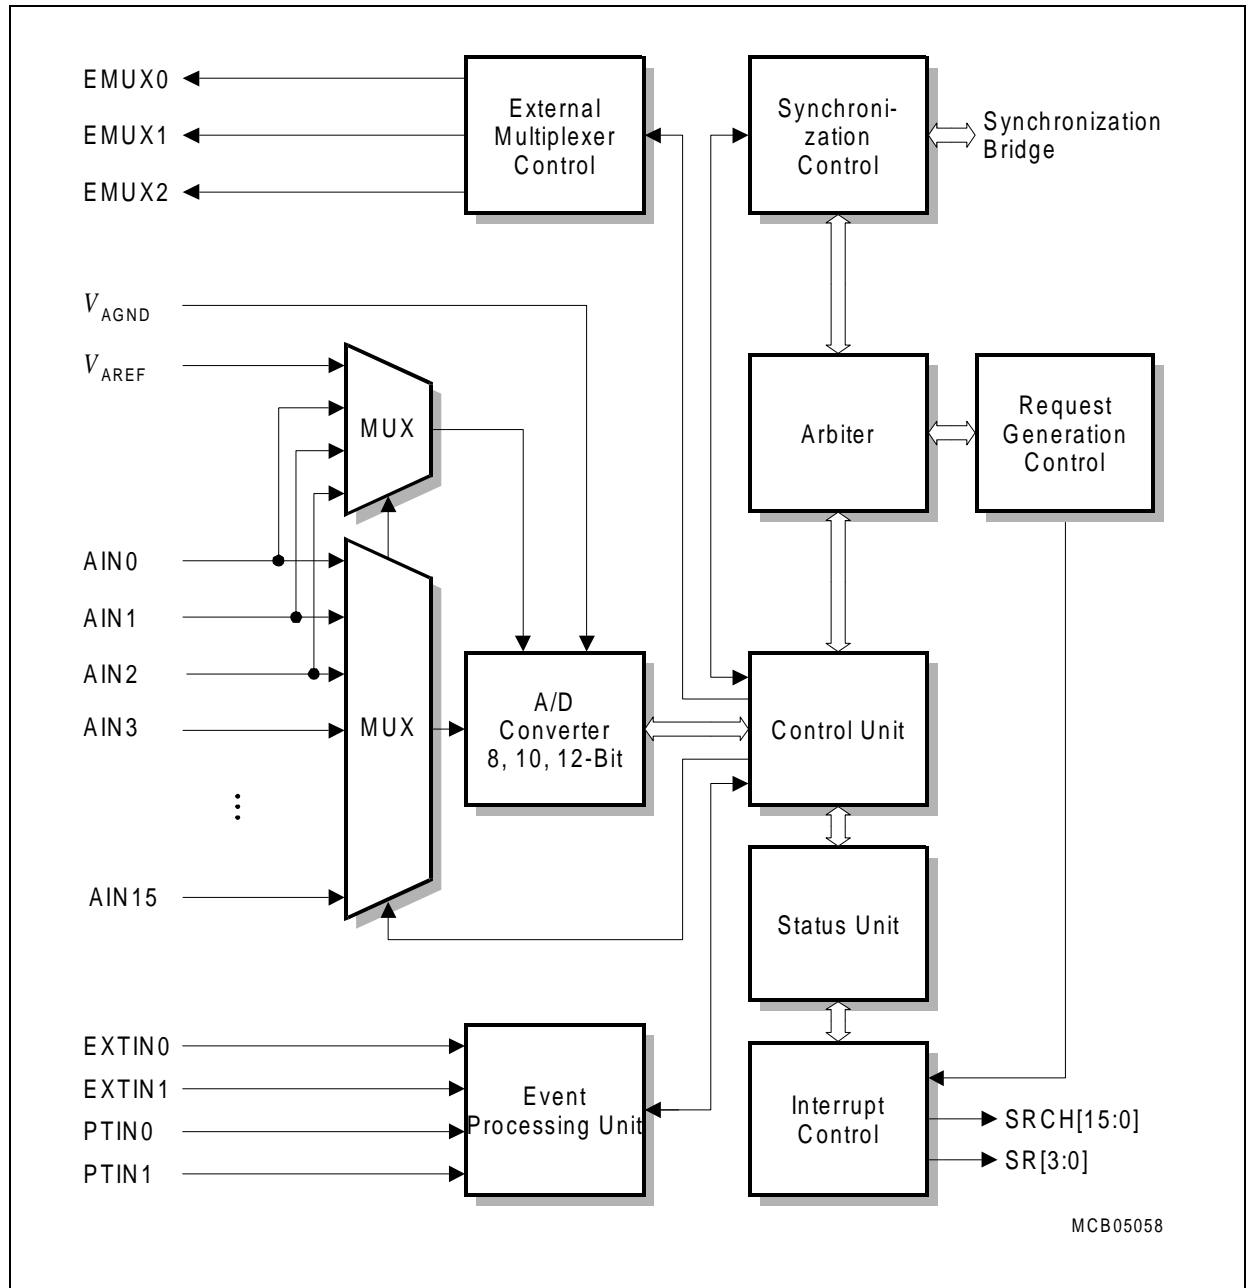 EMUX0
EMUX1
EMUX2
External
Multiplexer
Control
Synchroni-
zation
Control
Synchronization
Bridge
VAGND
VAREF
MUX
Arbiter
Request
Generation
Control
AIN0
AIN1
AIN2
AIN3
AIN15
MUX
A/D
Converter
8, 10, 12-Bit
Control Unit
Status Unit
EXTIN0
EXTIN1
PTIN0
PTIN1
Event
Processing Unit
Interrupt
Control
SRCH[15:0]
SR[3:0]
MCB05058